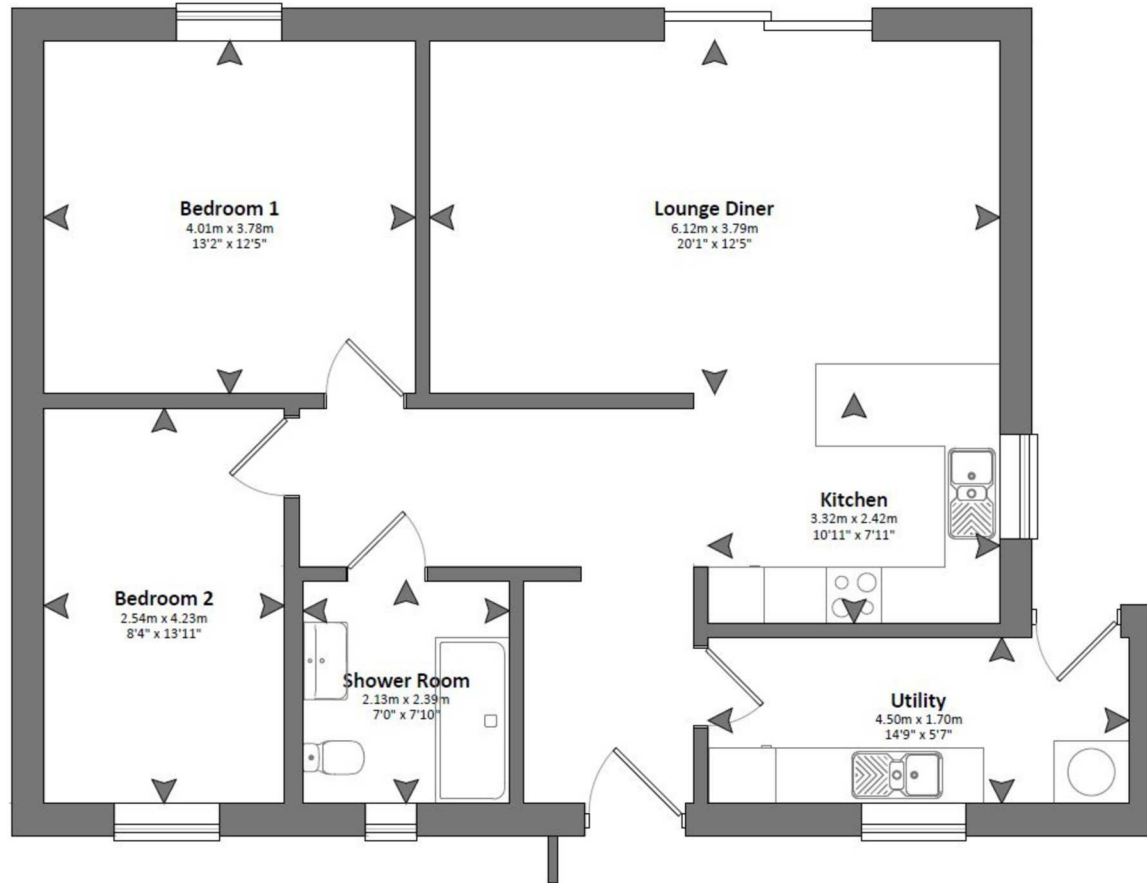 Bedroom 1
4.01m x 3.78m
13'2" x 12'5"
Lounge Diner
6.12m x 3.79m
20'1" x 12'5"
Kitchen
3.32m x 2.42m
10'11" x 7'11"
Bedroom 2
2.54m x 4.23m
8'4" x 13'11"
Shower Room
2.13m x 2.39m
7'0" x 7'10"
Utility
4.50m x 1.70m
14'9" x 5'7"